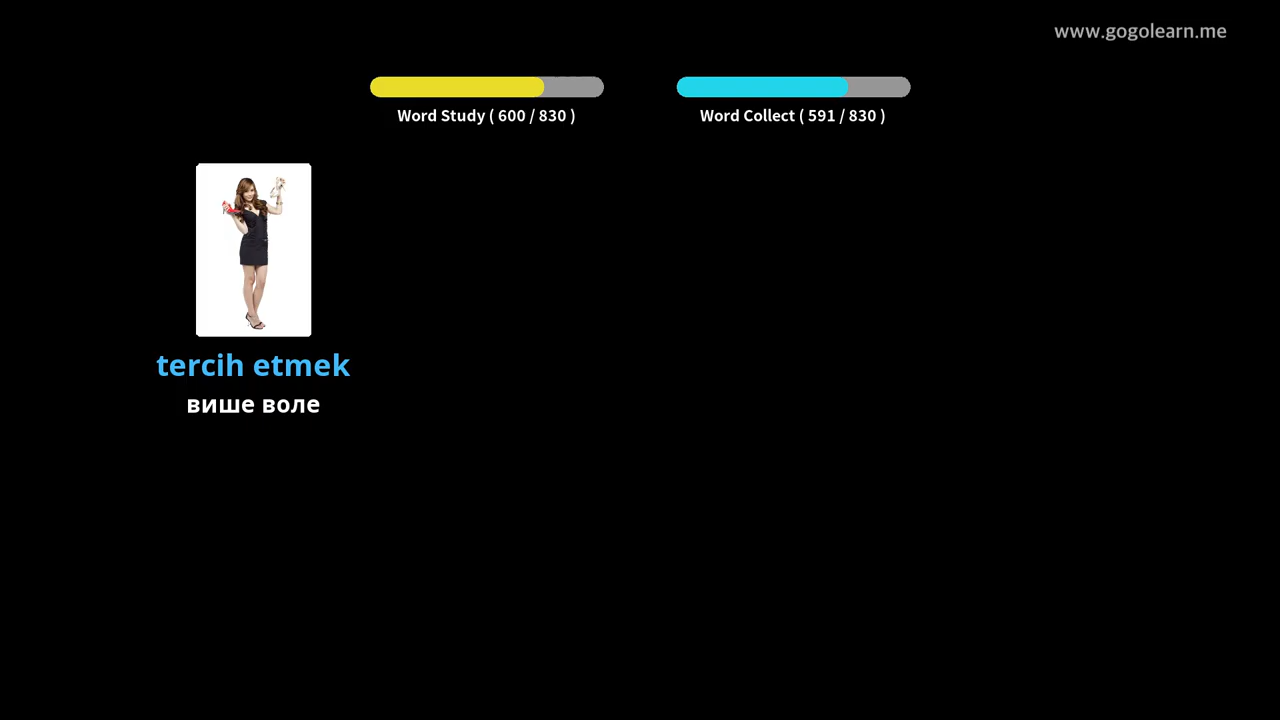 www.gogolearn.me
Word Study ( 600 / 830 )
Word Collect ( 591 / 830 )
tercih etmek
више воле